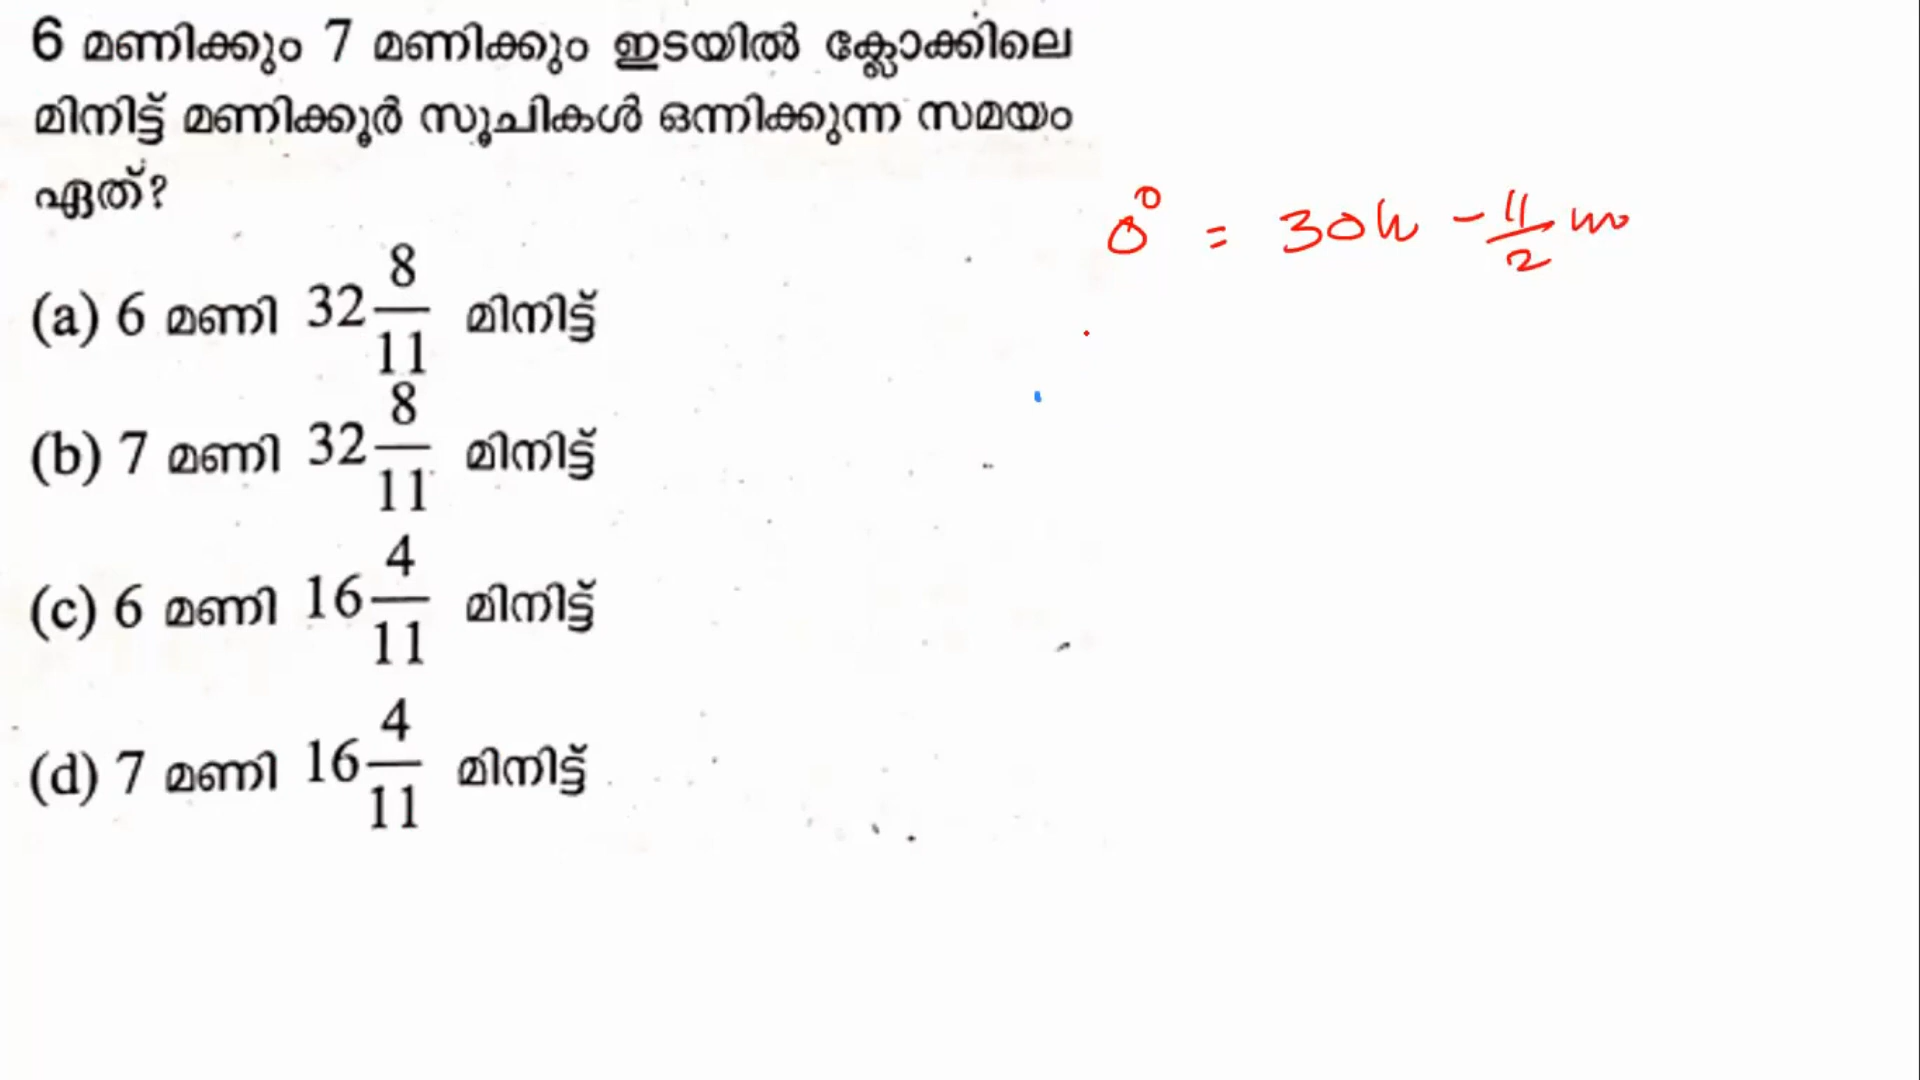 6 മണിക്കും 7 മണിക്കും ഇടയിൽ ക്ലോക്കിലെ
മിനിട്ട് മണിക്കൂർ സൂചികൾ ഒന്നിക്കുന്ന സമയം
ഏത്?
(a) 6 മണി 32 8/11 മിനിട്ട്
(b) 7 മണി 32 8/11 മിനിട്ട്
(c) 6 മണി 16 4/11 മിനിട്ട്
(d) 7 മണി 16 4/11 മിനിട്ട്
0° = 30h - 11/2 m